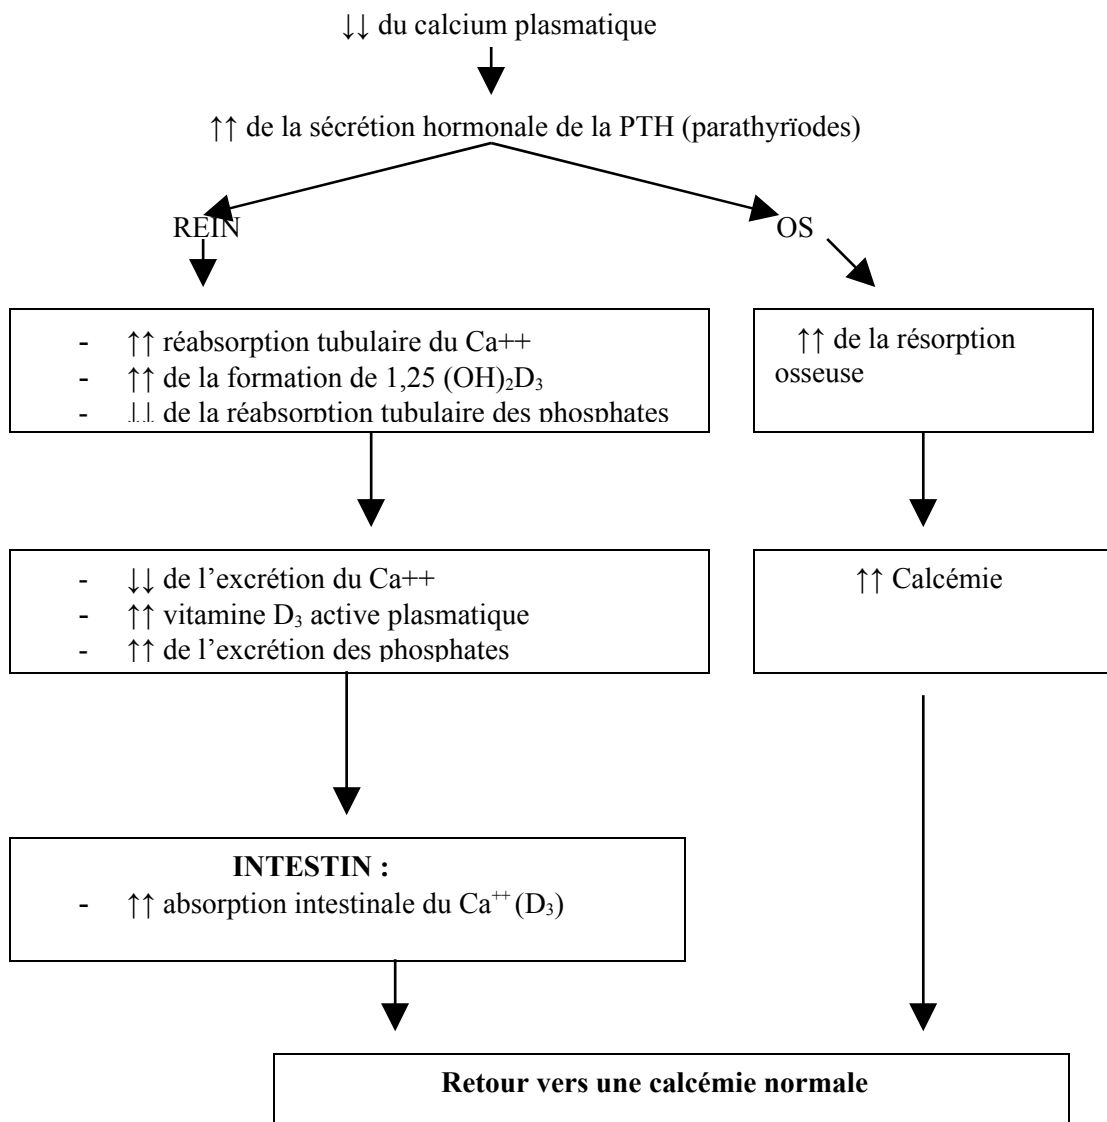 ↓↓ du calcium plasmatique
↑↑ de la sécrétion hormonale de la PTH (parathyrïodes)
REIN
OS
- ↑↑ réabsorption tubulaire du Ca++
- ↑↑ de la formation de 1,25 (OH)₂D₃
- ↓↓ de la réabsorption tubulaire des phosphates
↑↑ de la résorption
osseuse
- ↓↓ de l’excrétion du Ca++
- ↑↑ vitamine D₃ active plasmatique
- ↑↑ de l’excrétion des phosphates
↑↑ Calcémie
INTESTIN :
- ↑↑ absorption intestinale du Ca⁺⁺ (D₃)
Retour vers une calcémie normale